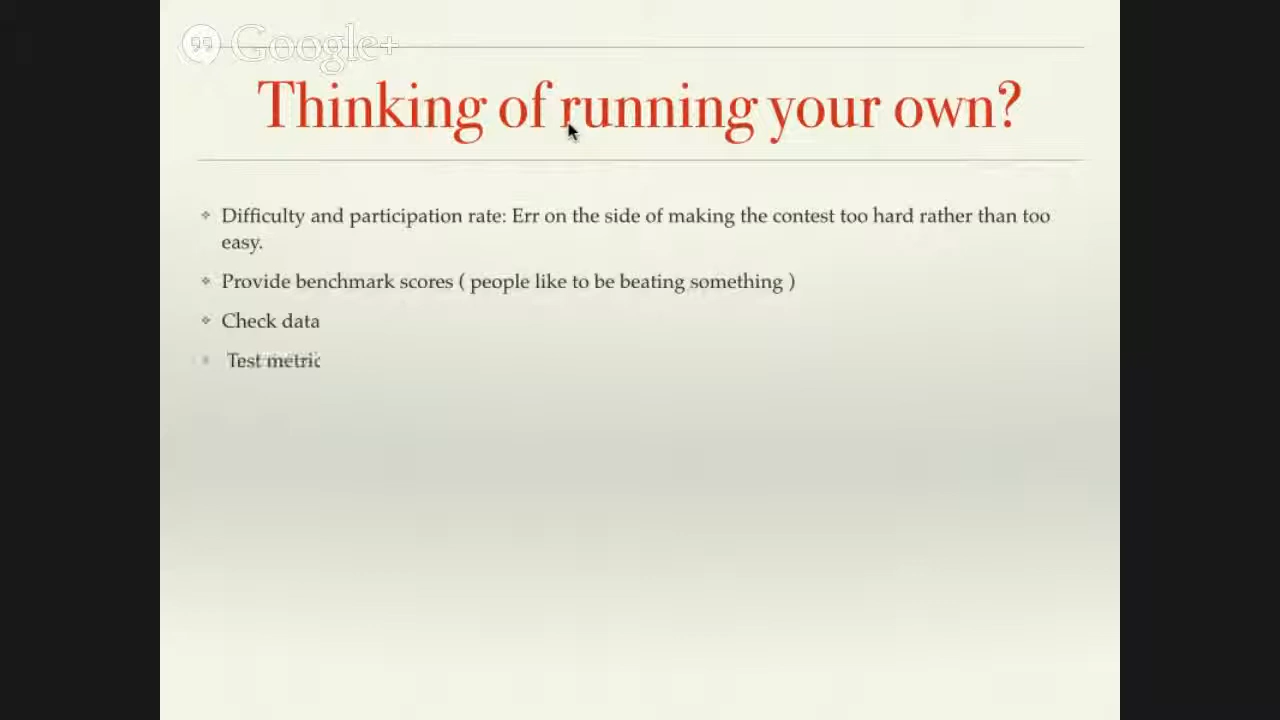 Google+
Thinking of running your own?
Difficulty and participation rate: Err on the side of making the contest too hard rather than too
easy.
Provide benchmark scores ( people like to be beating something )
Check data
Test metric